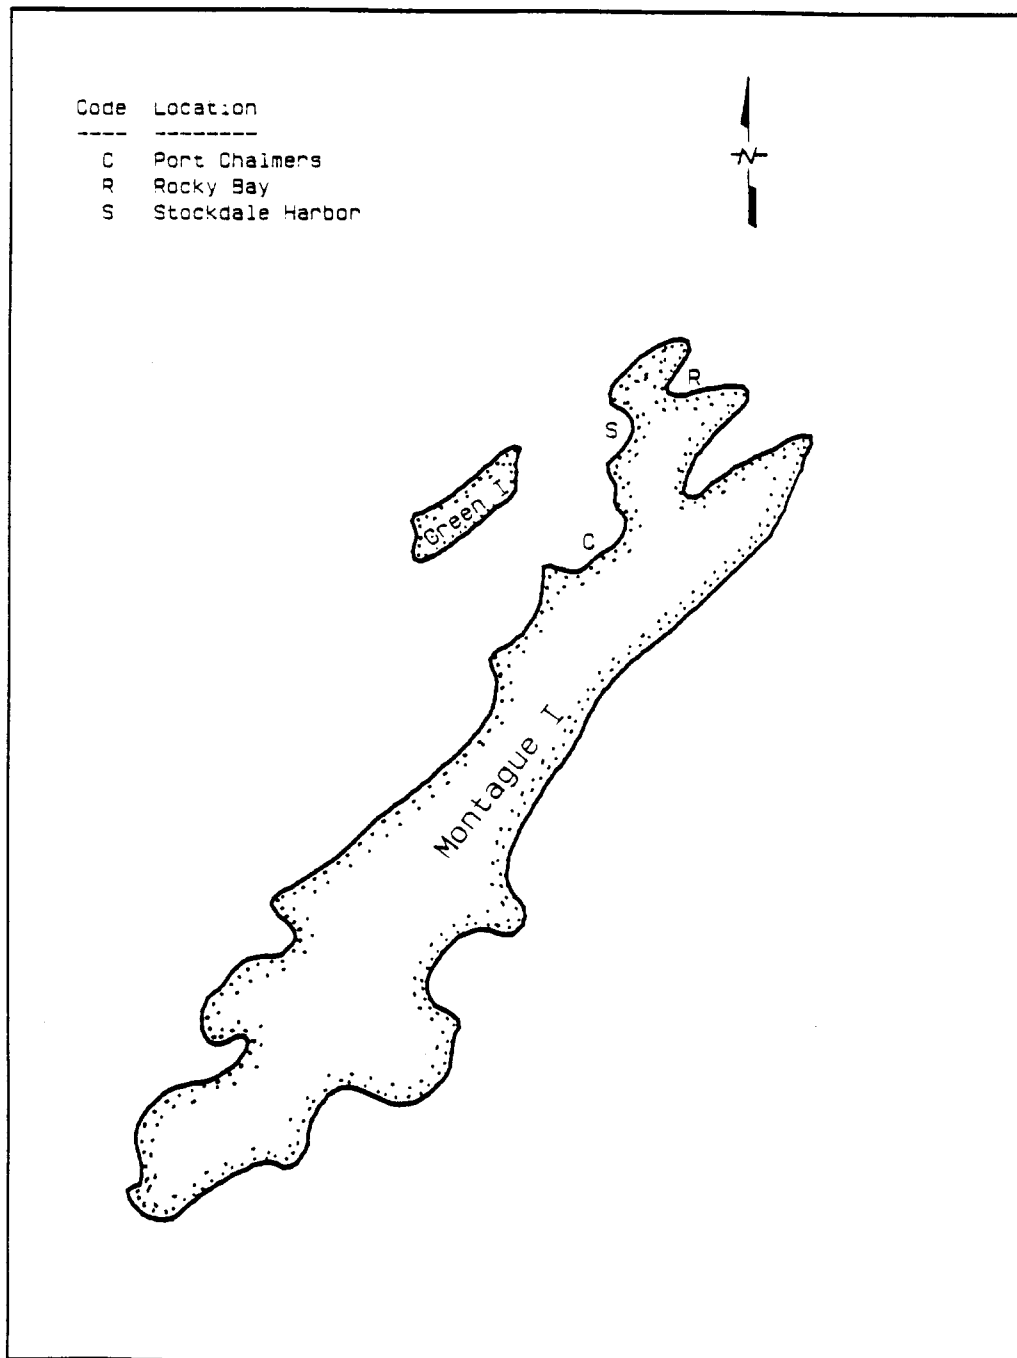 Code  Location
----  --------
C  Port Chalmers
R  Rocky Bay
S  Stockdale Harbor
N
R
S
Green I
C
Montague I